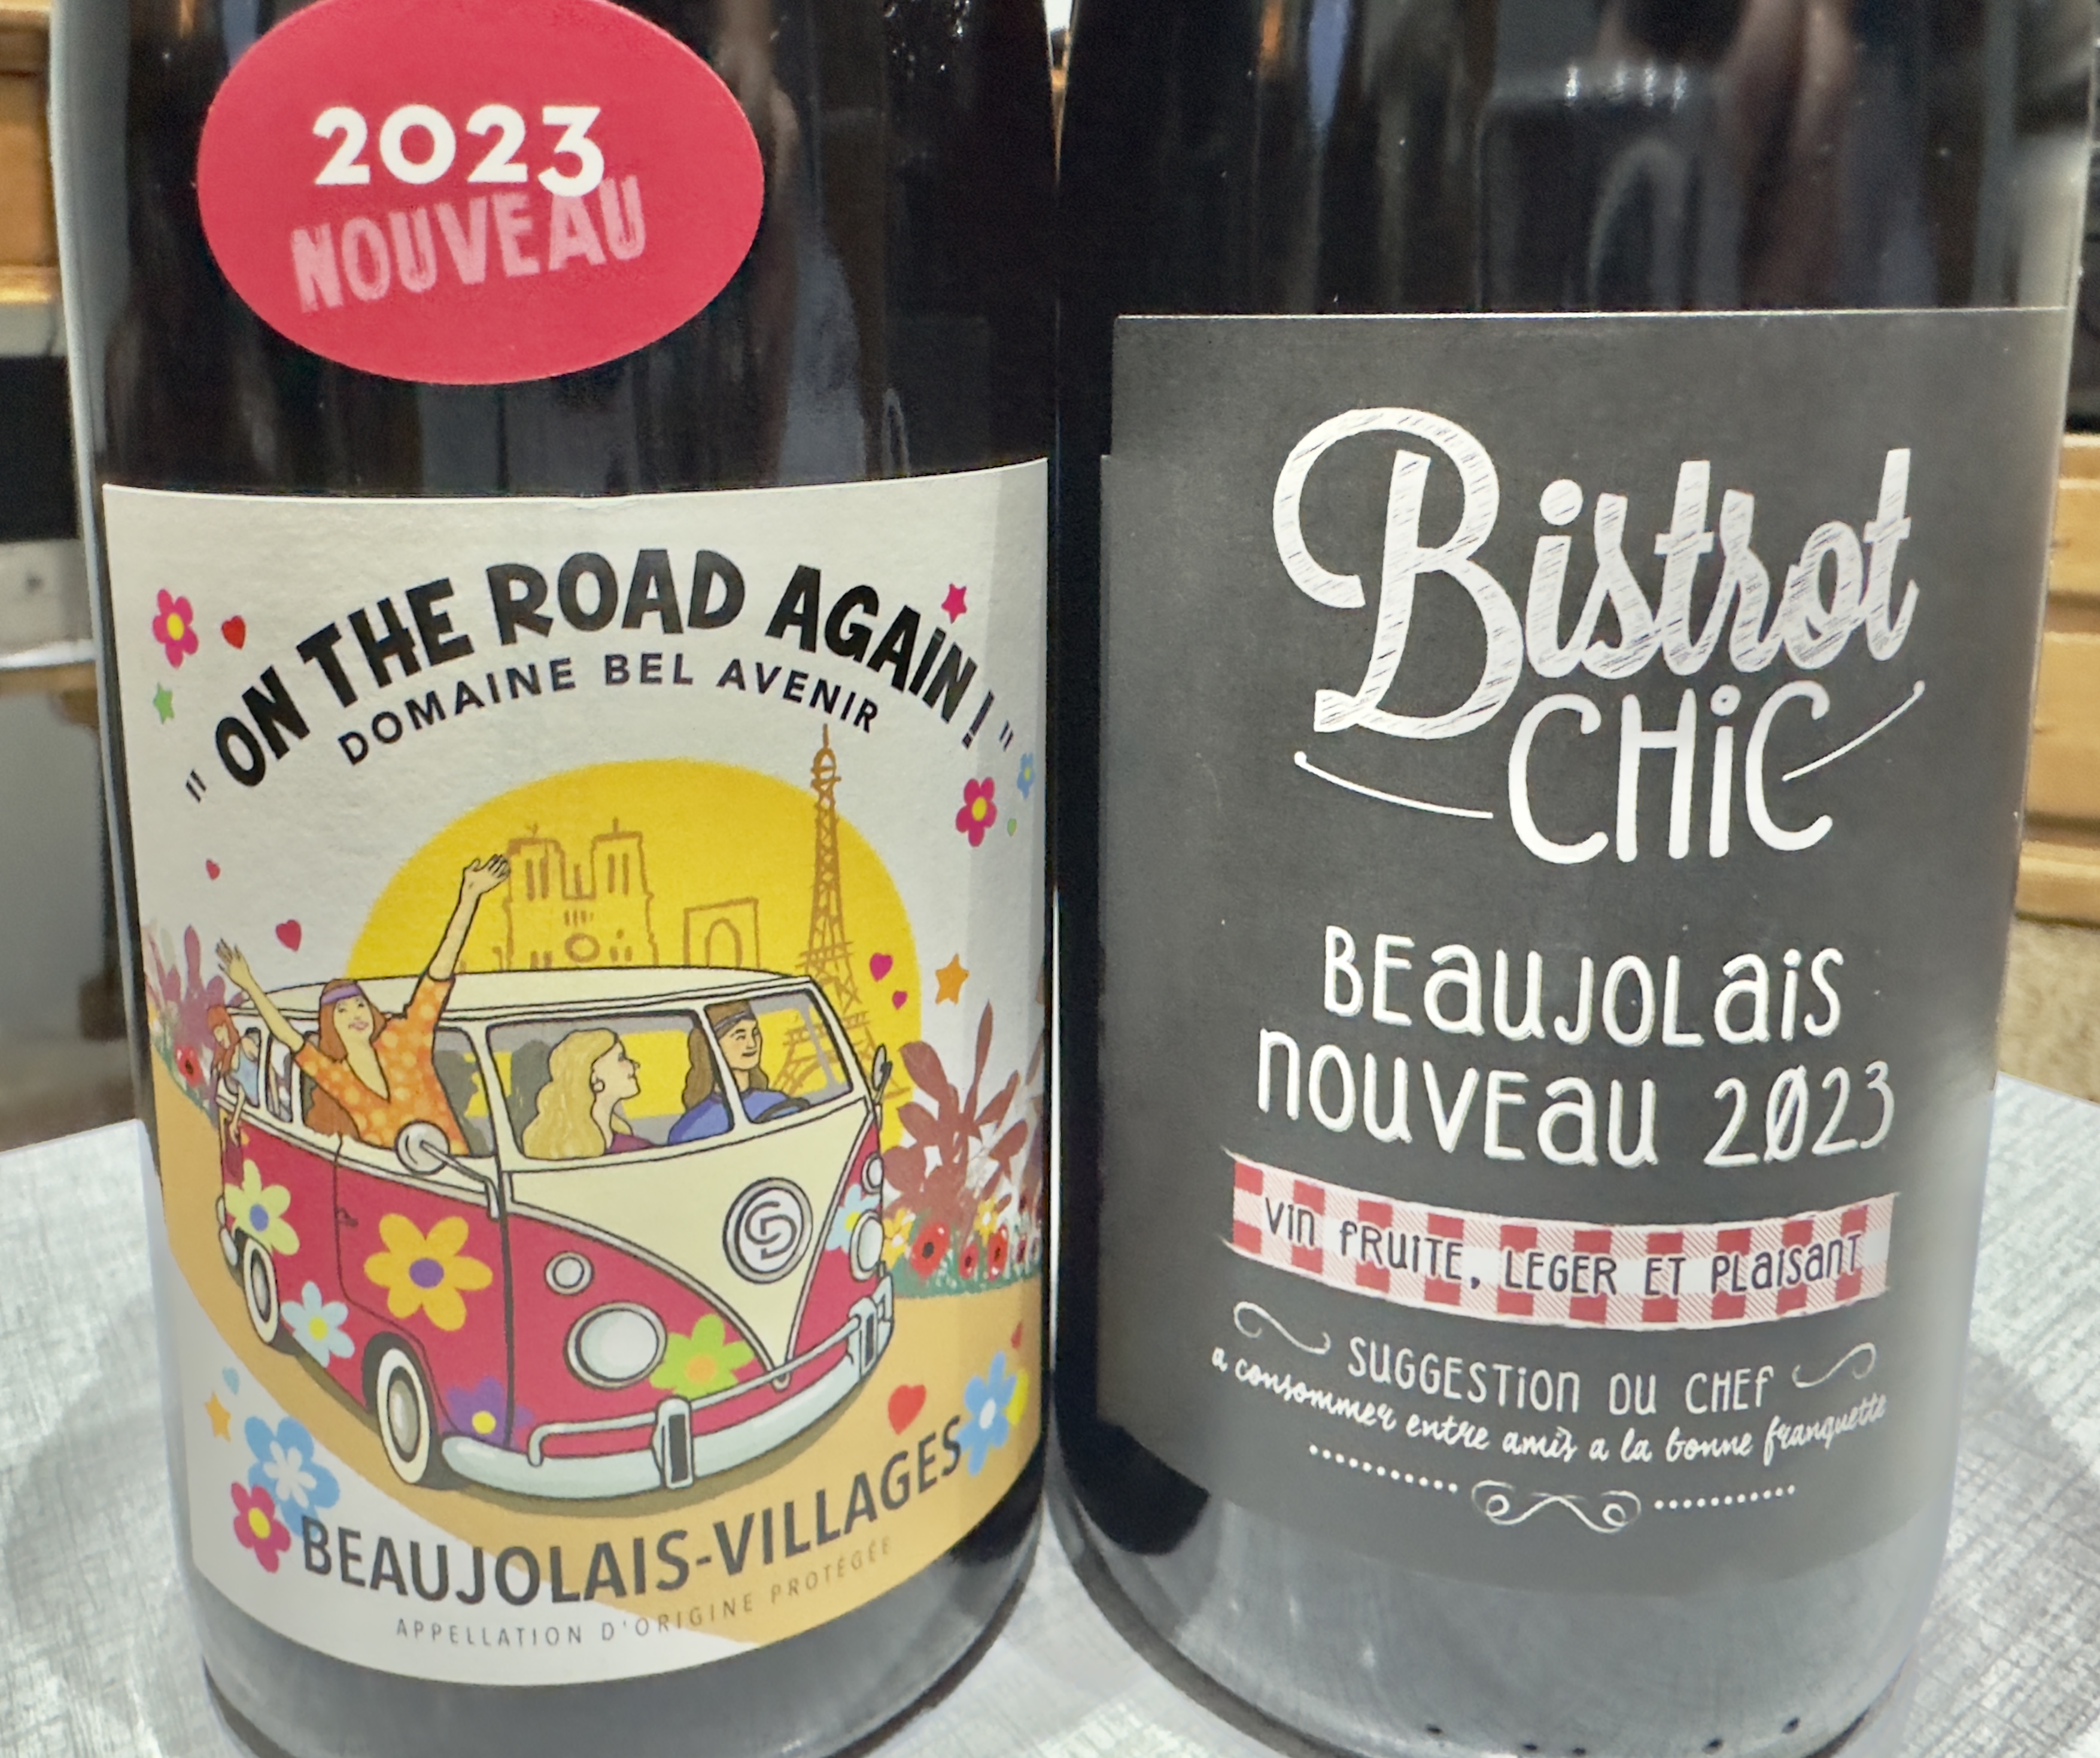 2023
NOUVEAU
"ON THE ROAD AGAiN!"
DOMAINE BEL AVENIR
BEAUJOLAIS-VILLAGES
APPELLATION D'ORIGINE PROTÉGÉE
Bistrot
CHiC
BEaUJOLaiS
nOUVEaU 2023
Vin fRUITE, LEGER ET PLaiSanT
SUGGESTiOn DU CHEf
a consommer entre amis a la bonne franquette